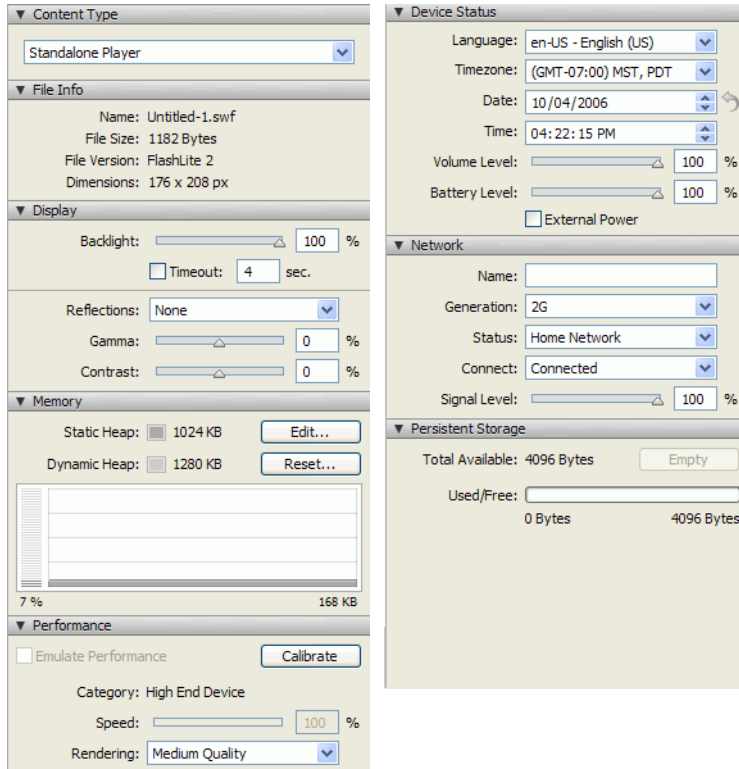 Content Type
Standalone Player
File Info
Name: Untitled-1.swf
File Size: 1182 Bytes
File Version: FlashLite 2
Dimensions: 176 x 208 px
Display
Backlight: 100 %
Timeout: 4 sec.
Reflections: None
Gamma: 0 %
Contrast: 0 %
Memory
Static Heap: 1024 KB Edit...
Dynamic Heap: 1280 KB Reset...
7 % 168 KB
Performance
Emulate Performance Calibrate
Category: High End Device
Speed: 100 %
Rendering: Medium Quality
Device Status
Language: en-US - English (US)
Timezone: (GMT-07:00) MST, PDT
Date: 10/04/2006
Time: 04:22:15 PM
Volume Level: 100 %
Battery Level: 100 %
External Power
Network
Name:
Generation: 2G
Status: Home Network
Connect: Connected
Signal Level: 100 %
Persistent Storage
Total Available: 4096 Bytes Empty
Used/Free:
0 Bytes 4096 Bytes